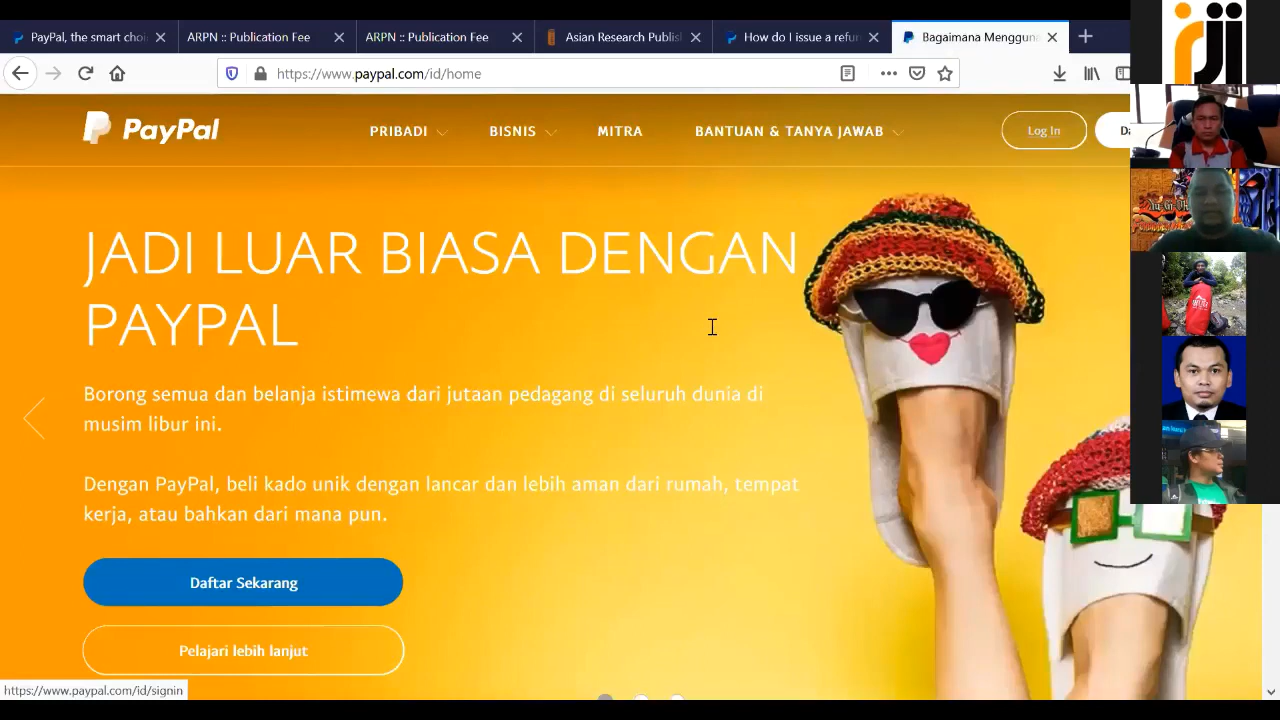 PayPal, the smart choi
ARPN :: Publication Fee
ARPN :: Publication Fee
Asian Research Publish
How do I issue a refun
Bagaimana Mengguna
https://www.paypal.com/id/home
PayPal
PRIBADI
BISNIS
MITRA
BANTUAN & TANYA JAWAB
Log In
Da
JADI LUAR BIASA DENGAN
PAYPAL
Borong semua dan belanja istimewa dari jutaan pedagang di seluruh dunia di
musim libur ini.
Dengan PayPal, beli kado unik dengan lancar dan lebih aman dari rumah, tempat
kerja, atau bahkan dari mana pun.
Daftar Sekarang
Pelajari lebih lanjut
https://www.paypal.com/id/signin
rji